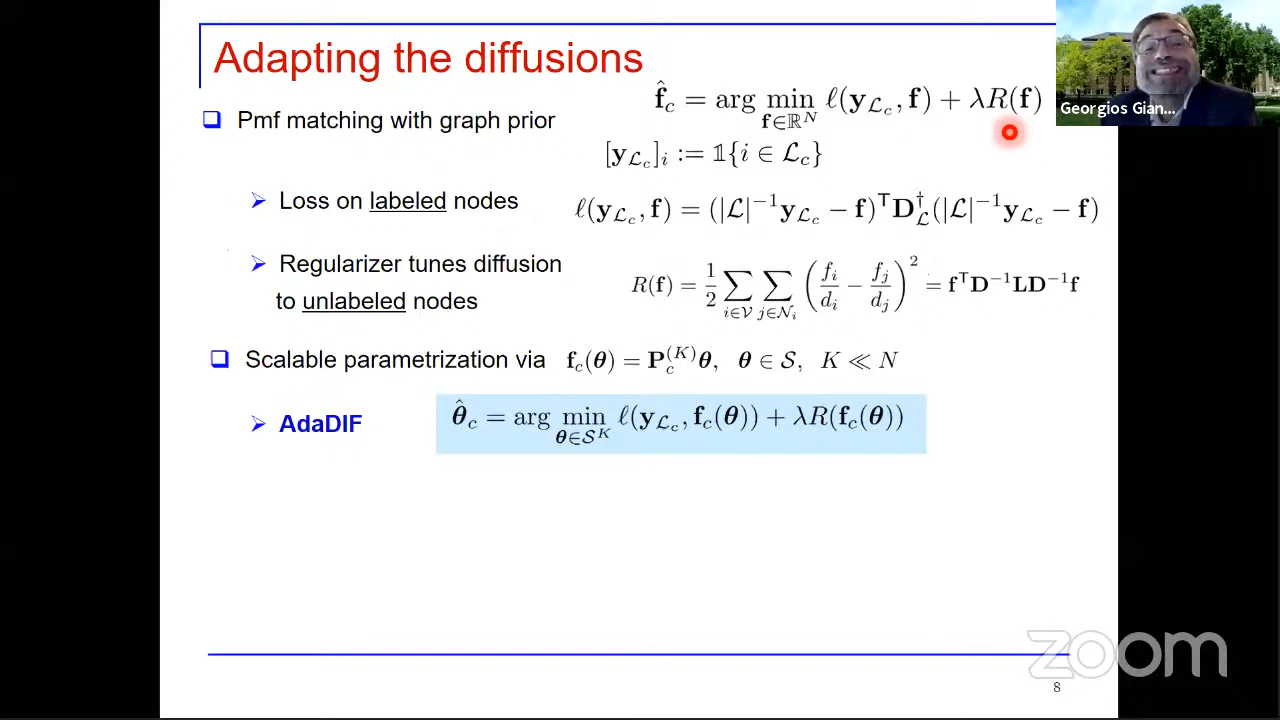 Adapting the diffusions
f̂_c = arg min_{f∈ℝ^N} ℓ(y_{ℒ_c}, f) + λR(f)
Georgios Gian...
Pmf matching with graph prior
[y_{ℒ_c}]_i := 𝟙{i ∈ ℒ_c}
Loss on labeled nodes
ℓ(y_{ℒ_c}, f) = (|ℒ|^{-1}y_{ℒ_c} − f)^T D_ℒ^† (|ℒ|^{-1}y_{ℒ_c} − f)
Regularizer tunes diffusion
to unlabeled nodes
R(f) = 1/2 ∑_{i∈𝒱} ∑_{j∈𝒩_i} (f_i/d_i − f_j/d_j)^2 = f^T D^{-1}LD^{-1}f
Scalable parametrization via f_c(θ) = P_c^{(K)}θ, θ ∈ 𝒮, K ≪ N
AdaDIF
θ̂_c = arg min_{θ∈𝒮^K} ℓ(y_{ℒ_c}, f_c(θ)) + λR(f_c(θ))
zoom
8